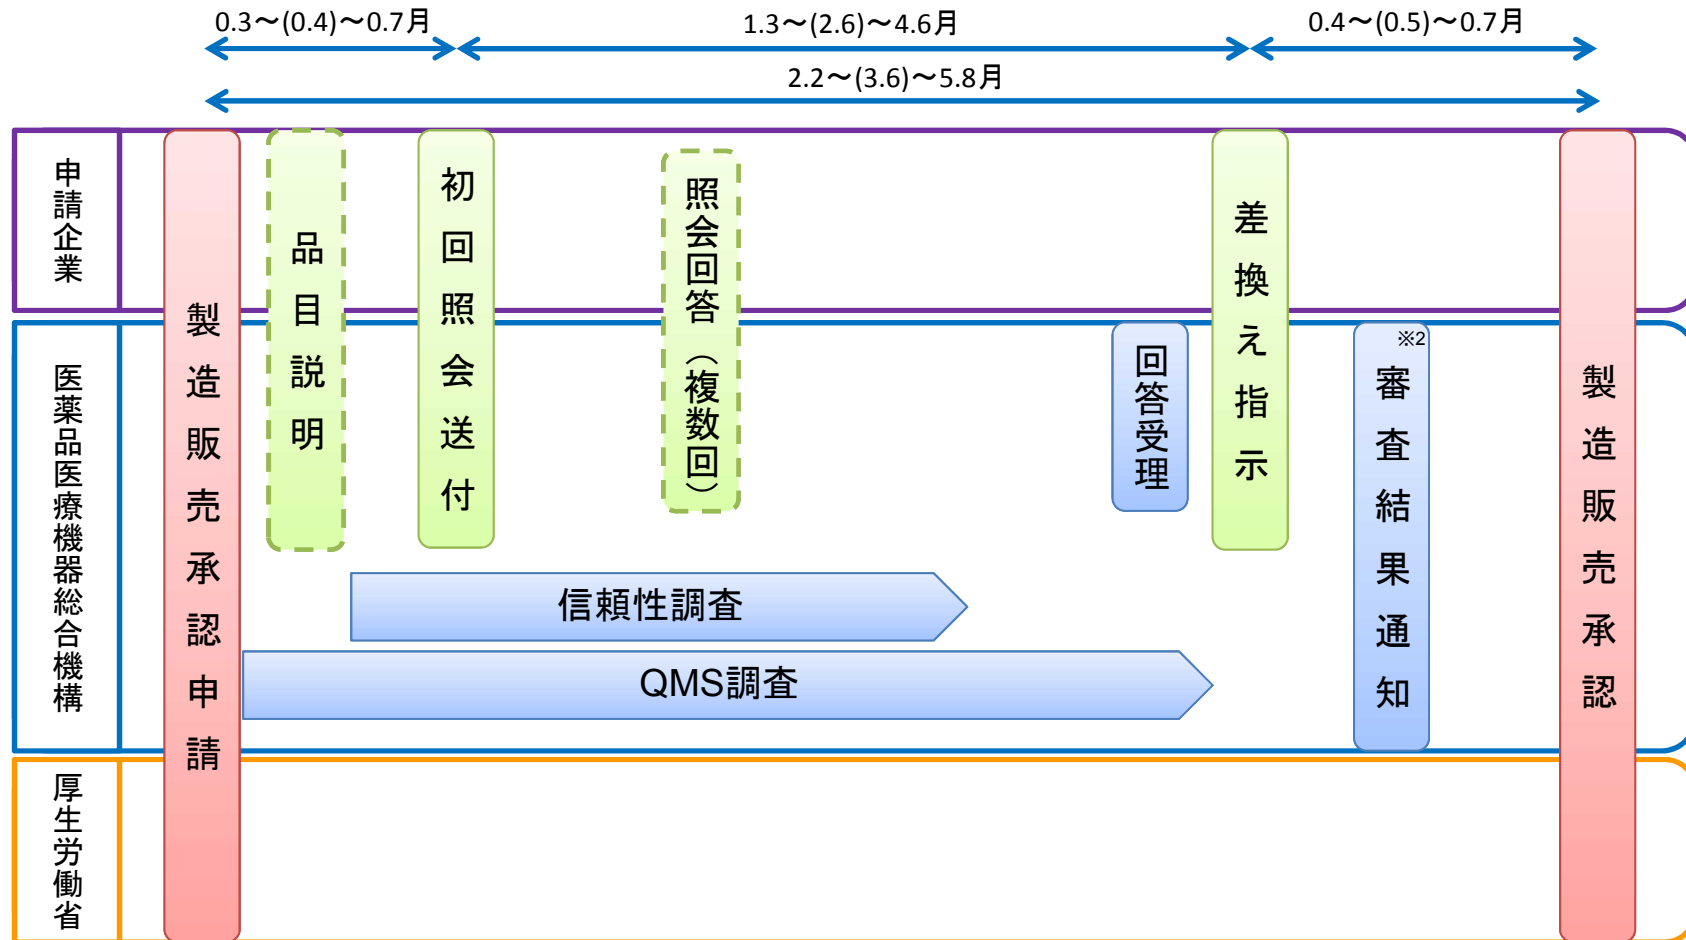 0.3～(0.4)～0.7月
1.3～(2.6)～4.6月
0.4～(0.5)～0.7月
2.2～(3.6)～5.8月
申請企業
医薬品医療機器総合機構
厚生労働省
製造販売承認申請
品目説明
初回照会送付
照会回答（複数回）
回答受理
差換え指示
※2
審査結果通知
製造販売承認
信頼性調査
QMS調査